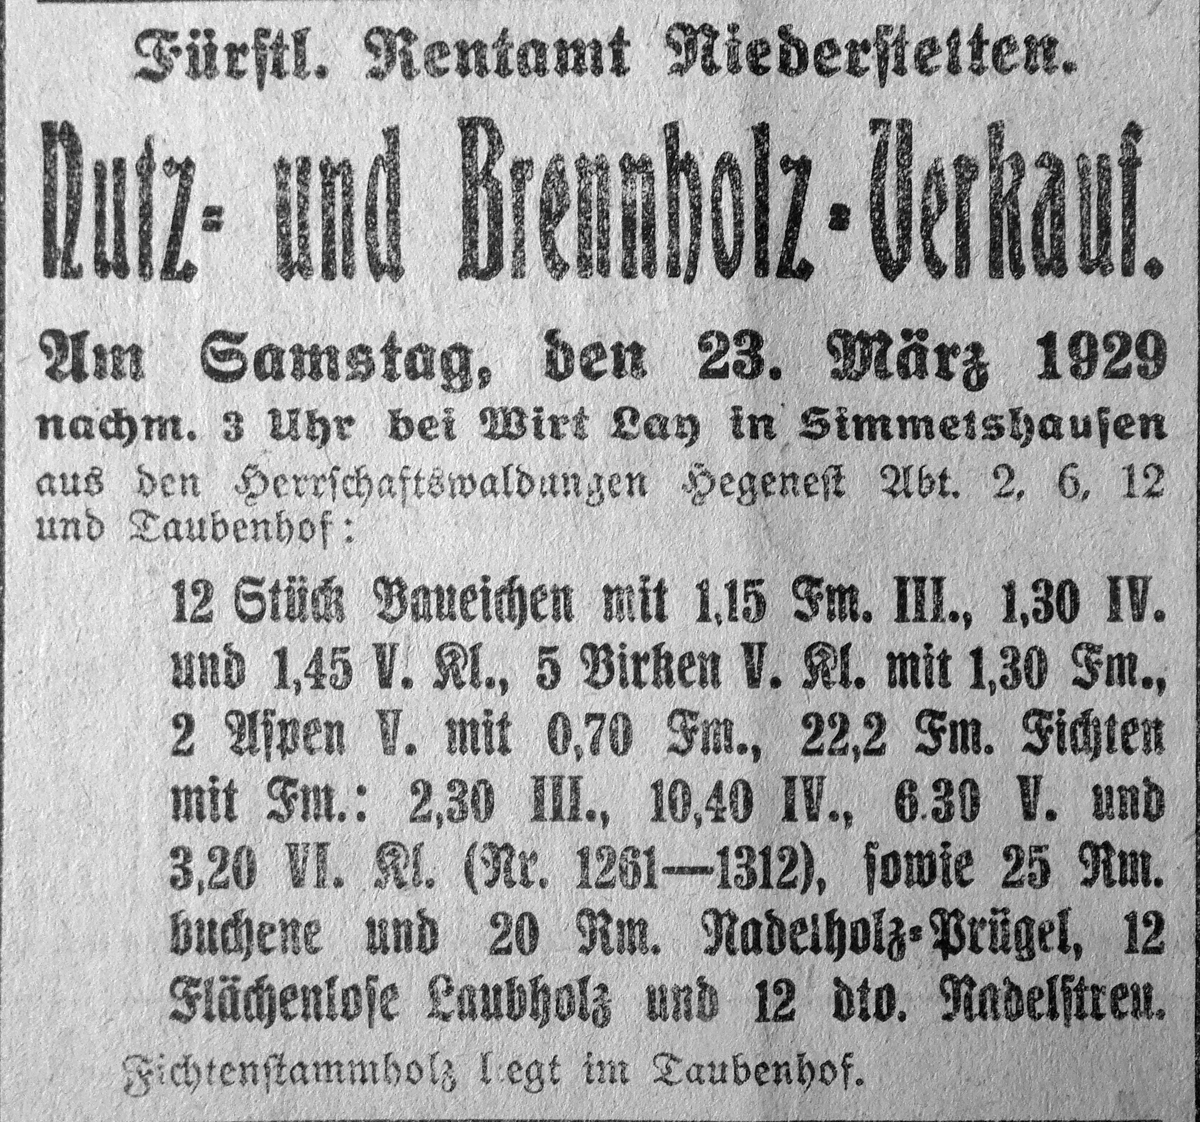 Fürstl. Rentamt Niederstetten.
Nutz- und Brennholz-Verkauf.
Am Samstag, den 23. März 1929
nachm. 3 Uhr bei Wirt Lay in Simmetshausen
aus den Herrschaftswaldungen Hegenest Abt. 2, 6, 12
und Taubenhof:
12 Stück Baueichen mit 1,15 Fm. III., 1,30 IV.
und 1,45 V. Kl., 5 Birken V. Kl. mit 1,30 Fm.,
2 Aspen V. mit 0,70 Fm., 22,2 Fm. Fichten
mit Fm.: 2,30 III., 10,40 IV., 6.30 V. und
3,20 VI. Kl. (Nr. 1261—1312), sowie 25 Rm.
buchene und 20 Rm. Nadelholz-Prügel, 12
Flächenlose Laubholz und 12 dto. Nadelstreu.
Fichtenstammholz liegt im Taubenhof.